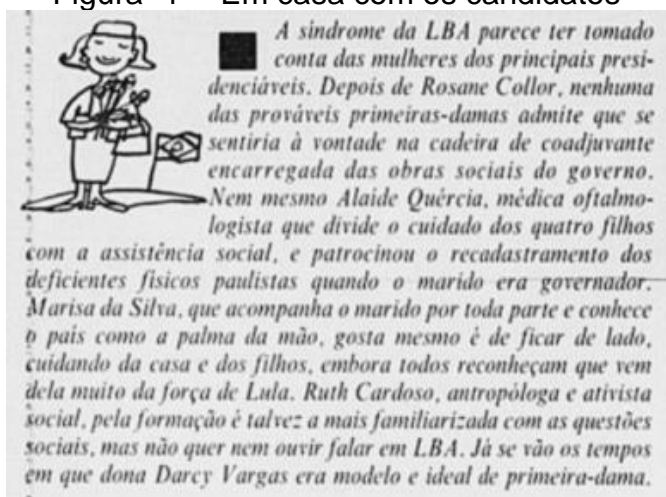 Figura 1 – Em casa com os candidatos
A síndrome da LBA parece ter tomado
conta das mulheres dos principais presi-
denciáveis. Depois de Rosane Collor, nenhuma
das prováveis primeiras-damas admite que se
sentiria à vontade na cadeira de coadjuvante
encarregada das obras sociais do governo.
Nem mesmo Alaíde Quércia, médica oftalmo-
logista que divide o cuidado dos quatro filhos
com a assistência social, e patrocinou o recadastramento dos
deficientes físicos paulistas quando o marido era governador.
Marisa da Silva, que acompanha o marido por toda parte e conhece
o país como a palma da mão, gosta mesmo é de ficar de lado,
cuidando da casa e dos filhos, embora todos reconheçam que vem
dela muito da força de Lula. Ruth Cardoso, antropóloga e ativista
social, pela formação é talvez a mais familiarizada com as questões
sociais, mas não quer nem ouvir falar em LBA. Já se vão os tempos
em que dona Darcy Vargas era modelo e ideal de primeira-dama.